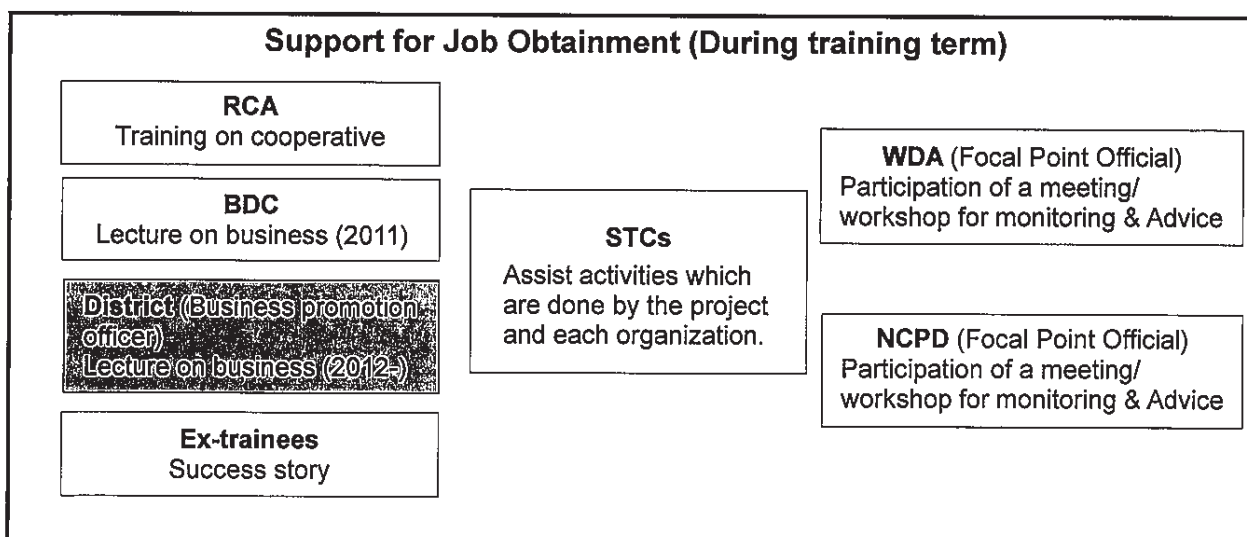 Support for Job Obtainment (During training term)
RCA
Training on cooperative
BDC
Lecture on business (2011)
District (Business promotion
officer)
Lecture on business (2012-)
Ex-trainees
Success story
STCs
Assist activities which
are done by the project
and each organization.
WDA (Focal Point Official)
Participation of a meeting/
workshop for monitoring & Advice
NCPD (Focal Point Official)
Participation of a meeting/
workshop for monitoring & Advice